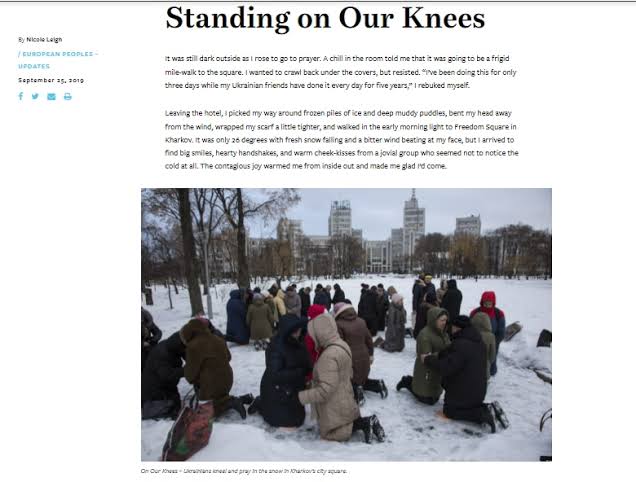 Standing on Our Knees
By Nicole Leigh
/ EUROPEAN PEOPLES –
UPDATES
September 25, 2019
It was still dark outside as I rose to go to prayer. A chill in the room told me that it was going to be a frigid
mile-walk to the square. I wanted to crawl back under the covers, but resisted. “I’ve been doing this for only
three days while my Ukrainian friends have done it every day for five years,” I rebuked myself.
Leaving the hotel, I picked my way around frozen piles of ice and deep muddy puddles, bent my head away
from the wind, wrapped my scarf a little tighter, and walked in the early morning light to Freedom Square in
Kharkov. It was only 26 degrees with fresh snow falling and a bitter wind beating at my face, but I arrived to
find big smiles, hearty handshakes, and warm cheek-kisses from a jovial group who seemed not to notice the
cold at all. The contagious joy warmed me from inside out and made me glad I’d come.
On Our Knees – Ukrainians kneel and pray in the snow in Kharkov's city square.